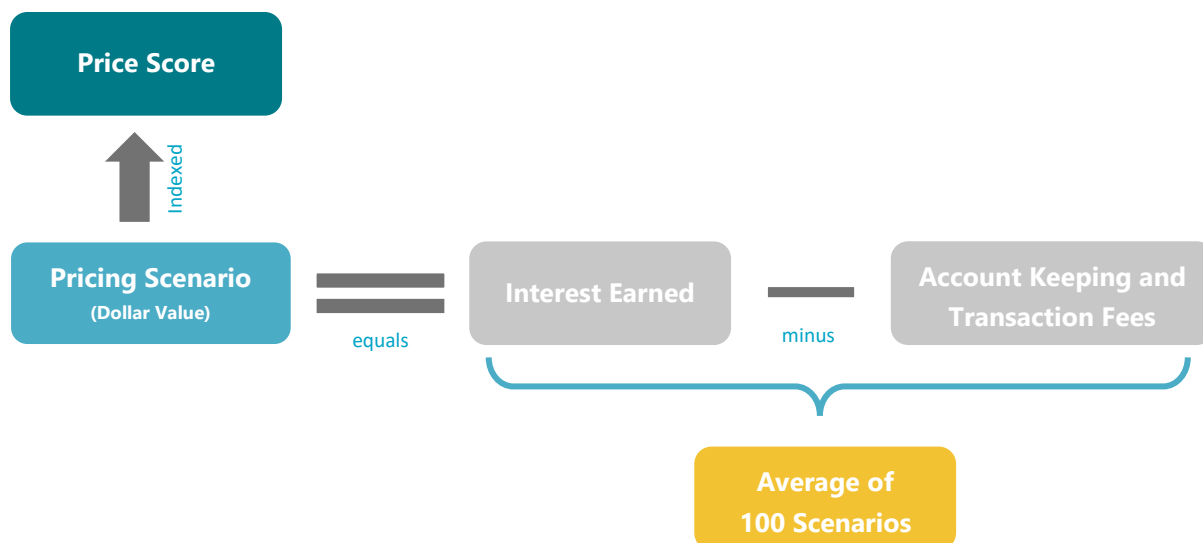 Price Score
Indexed
Pricing Scenario
(Dollar Value)
equals
Interest Earned
minus
Account Keeping and
Transaction Fees
Average of
100 Scenarios